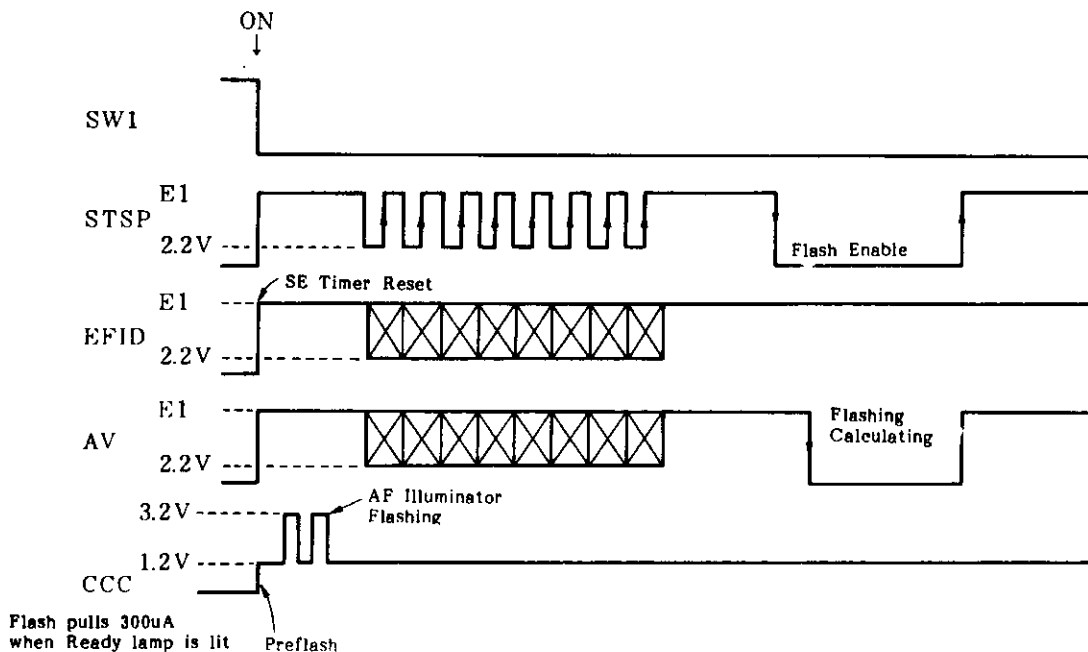 ON
SW1
E1
STSP
2.2V
Flash Enable
SE Timer Reset
E1
EFID
2.2V
E1
Flashing
Calculating
AV
2.2V
AF Illuminator
Flashing
3.2V
1.2V
CCC
Flash pulls 300uA
when Ready lamp is lit
Preflash